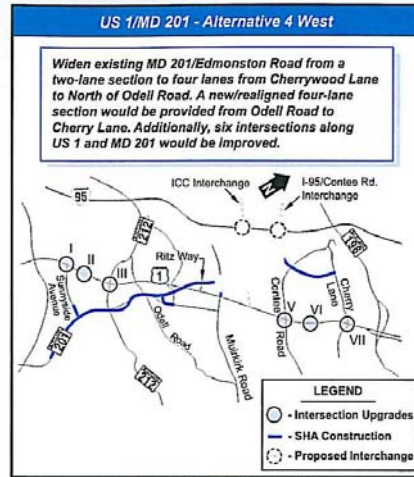 US 1/MD 201 - Alternative 4 West
Widen existing MD 201/Edmonston Road from a
two-lane section to four lanes from Cherrywood Lane
to North of Odell Road. A new/realigned four-lane
section would be provided from Odell Road to
Cherry Lane. Additionally, six intersections along
US 1 and MD 201 would be improved.
ICC Interchange
N
I-95/Contee Rd.
Interchange
95
212
198
Ritz Way
I
II
III
1
Sunnyside
Avenue
201
Odell Road
212
Muirkirk Road
Contee
Road
Cherry
Lane
V
VI
VII
LEGEND
- Intersection Upgrades
- SHA Construction
- Proposed Interchange